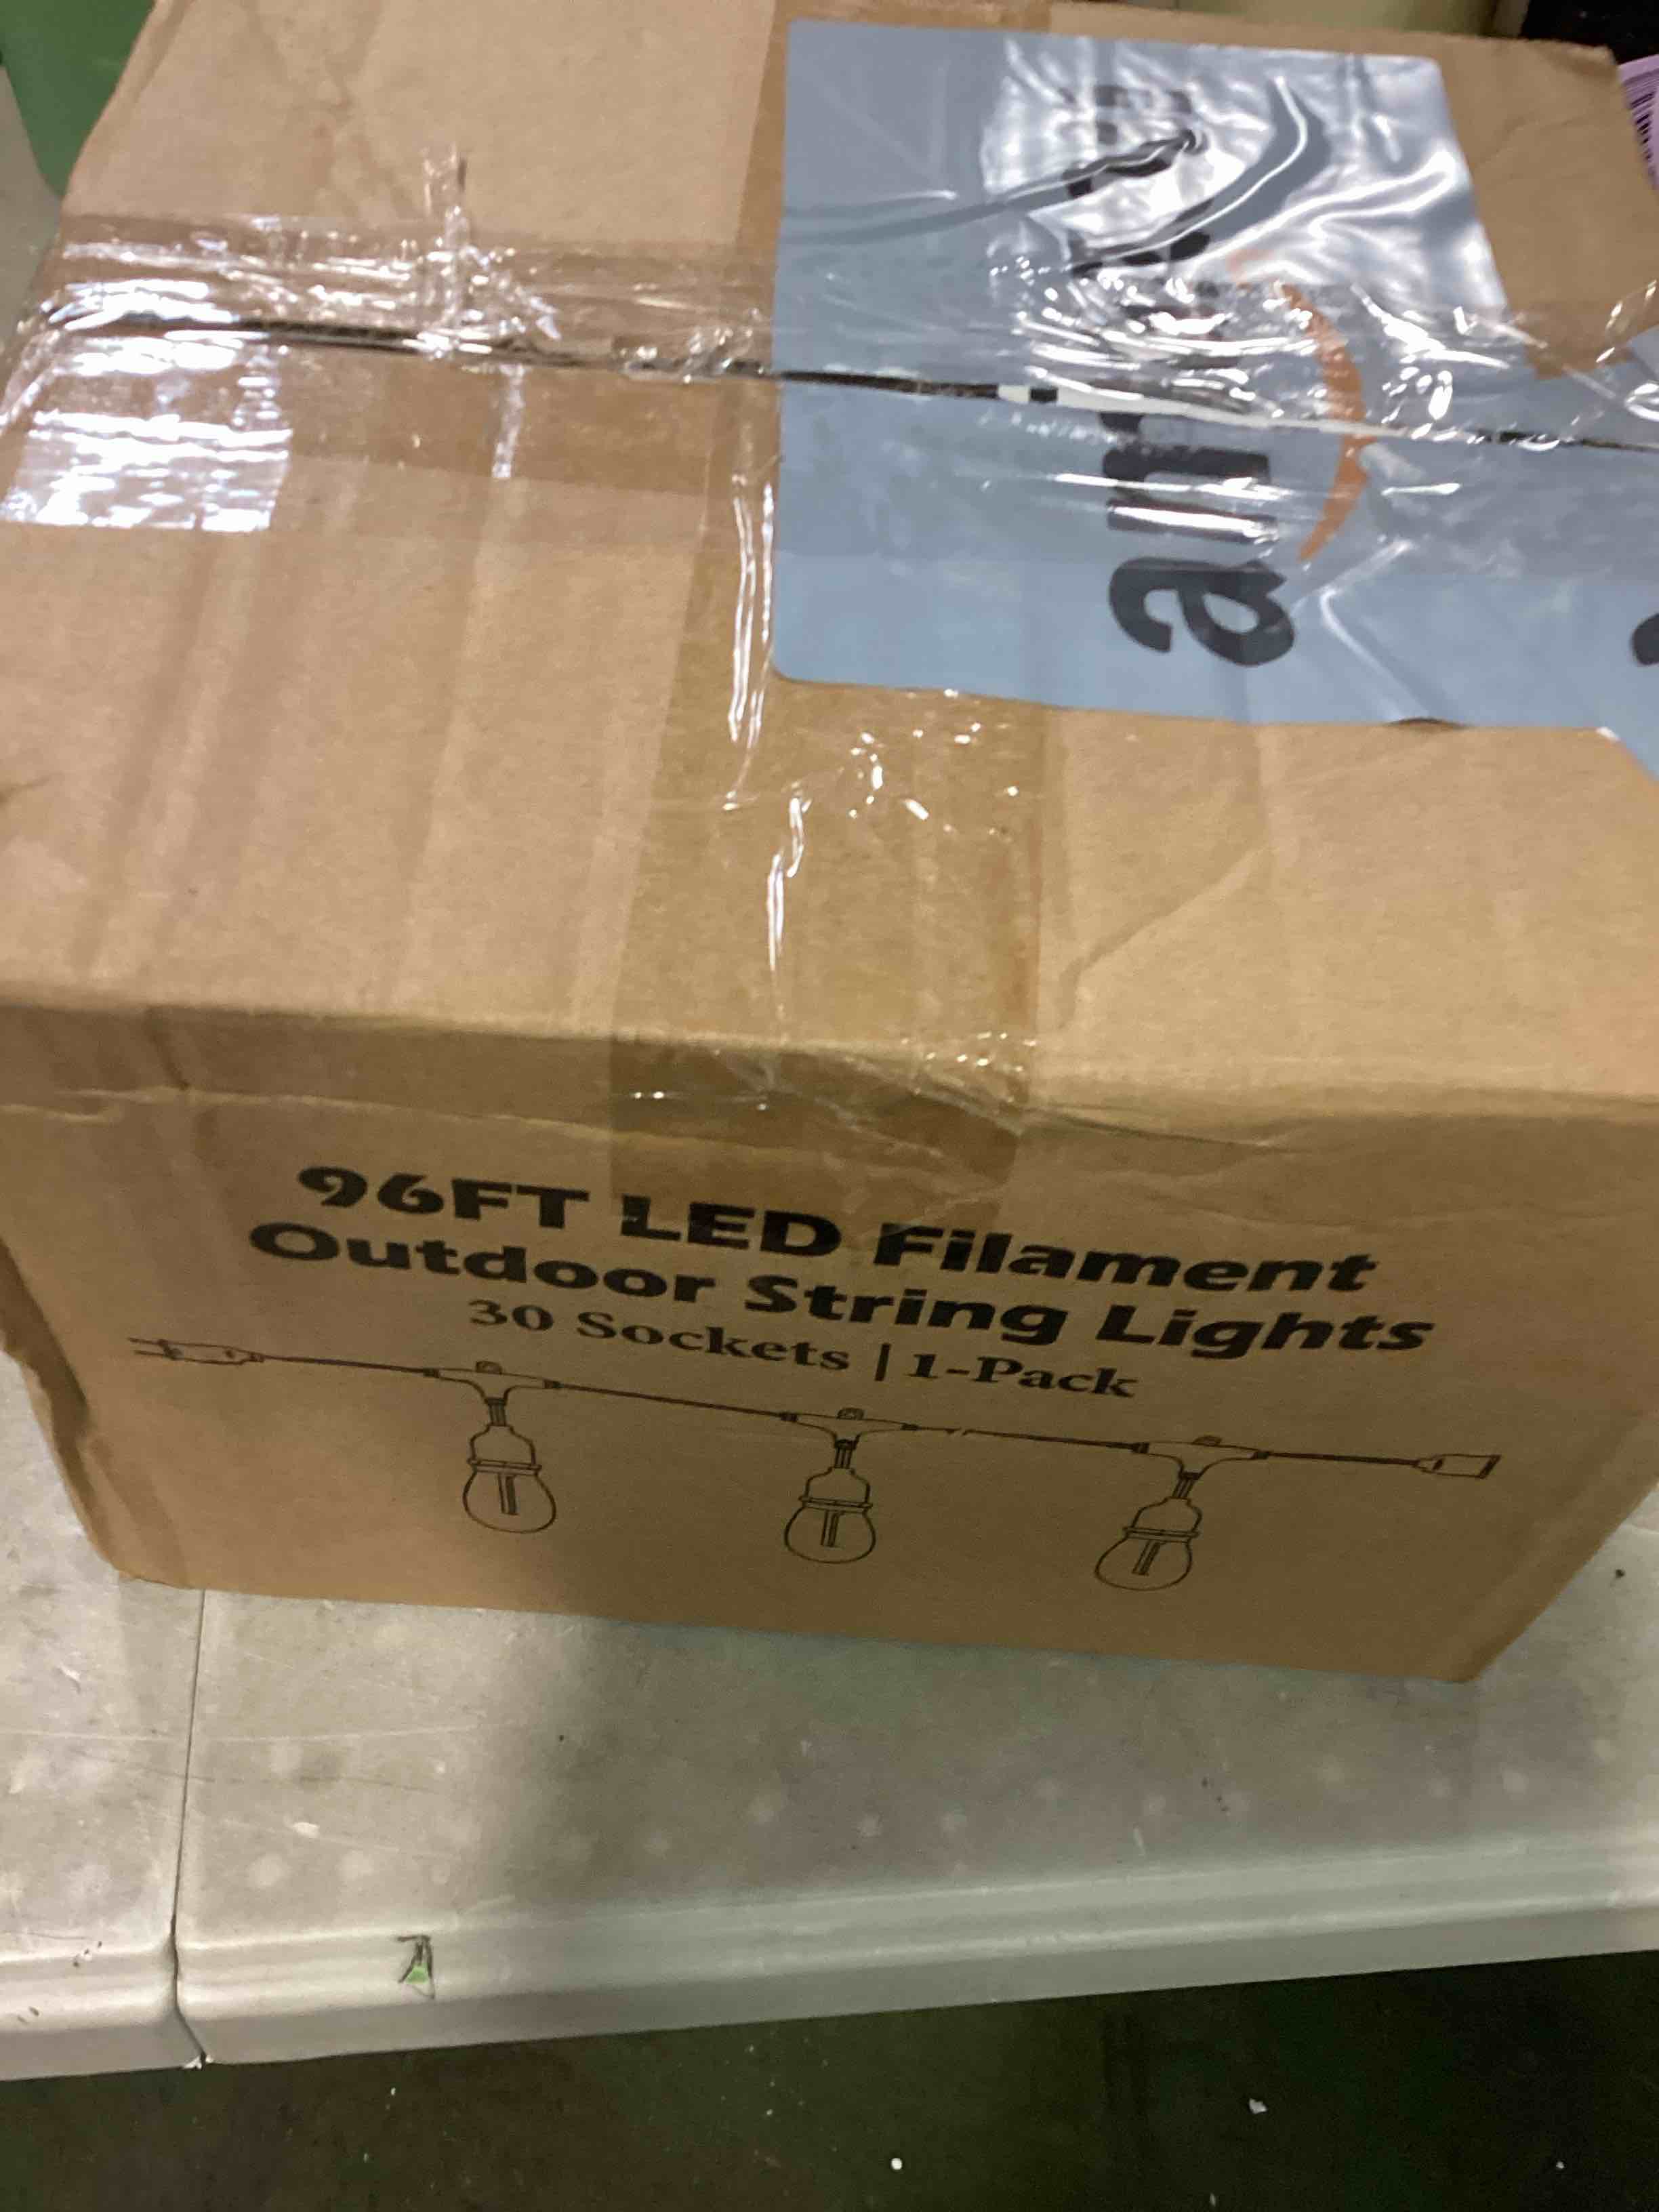 96FT LED Filament
Outdoor String Lights
30 Sockets | 1-Pack